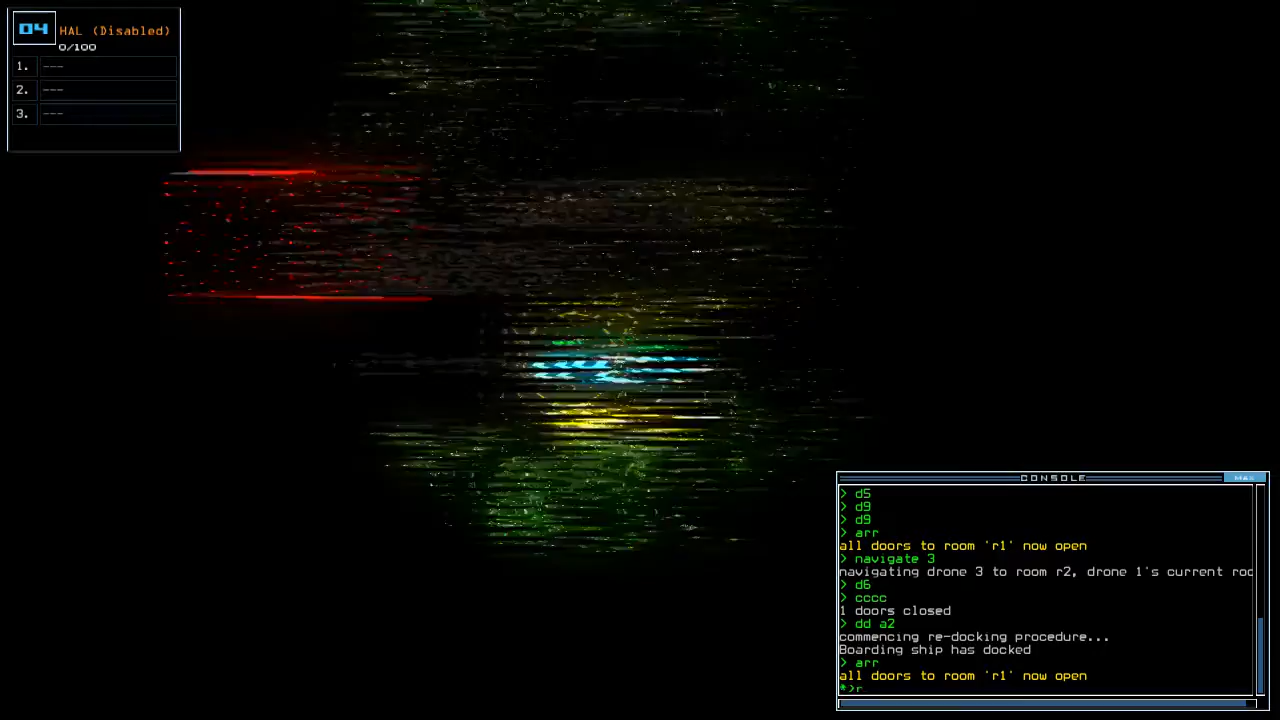 04 HAL (Disabled)
0/100
1. ---
2. ---
3. ---
CONSOLE
> d5
> d9
> d9
> arr
all doors to room 'r1' now open
> navigate 3
navigating drone 3 to room r2, drone 1's current roo
> d6
> cccc
1 doors closed
> dd a2
commencing re-docking procedure...
Boarding ship has docked
> arr
all doors to room 'r1' now open
*>r